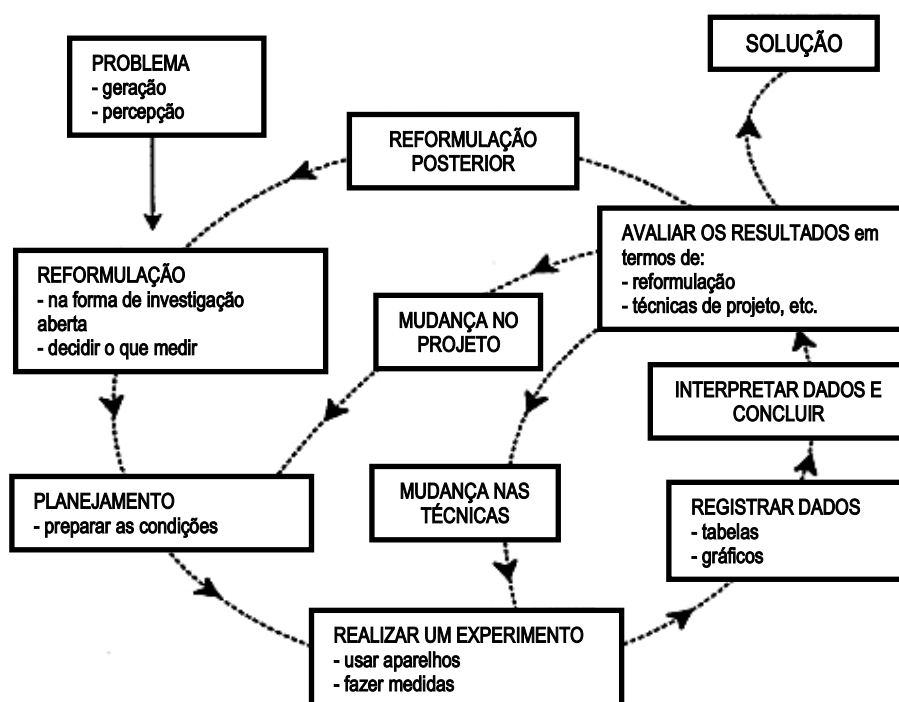 PROBLEMA
- geração
- percepção
SOLUÇÃO
REFORMULAÇÃO
POSTERIOR
AVALIAR OS RESULTADOS em
termos de:
- reformulação
- técnicas de projeto, etc.
REFORMULAÇÃO
- na forma de investigação
aberta
- decidir o que medir
MUDANÇA NO
PROJETO
INTERPRETAR DADOS E
CONCLUIR
PLANEJAMENTO
- preparar as condições
MUDANÇA NAS
TÉCNICAS
REGISTRAR DADOS
- tabelas
- gráficos
REALIZAR UM EXPERIMENTO
- usar aparelhos
- fazer medidas